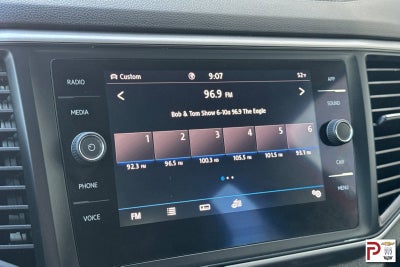 RADIO
MEDIA
PHONE
VOICE
Custom 9:07 52°F
96.9 FM
Bob & Tom Show 6-10a 96.9 The Eagle
1 2 3 4 5 6
92.3 FM 96.5 FM 100.3 FM 105.5 FM 101.5 FM 93.1 FM
FM
APP
SOUND
CAR
MENU
P